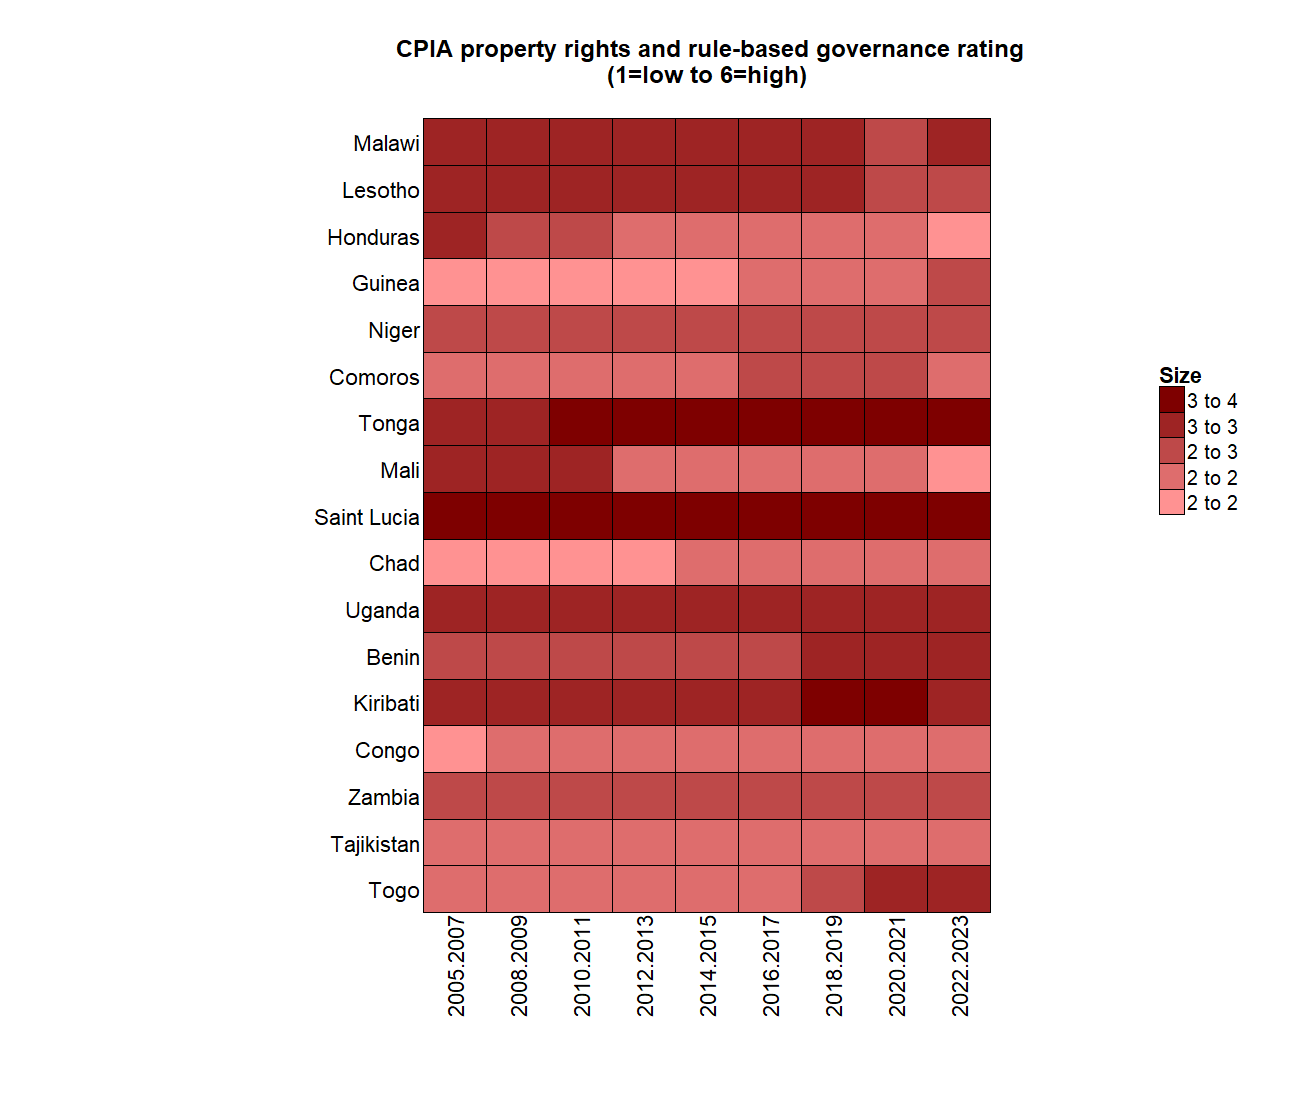 CPIA property rights and rule-based governance rating
(1=low to 6=high)
Malawi
Lesotho
Honduras
Guinea
Niger
Comoros
Tonga
Mali
Saint Lucia
Chad
Uganda
Benin
Kiribati
Congo
Zambia
Tajikistan
Togo
2005.2007
2008.2009
2010.2011
2012.2013
2014.2015
2016.2017
2018.2019
2020.2021
2022.2023
Size
3 to 4
3 to 3
2 to 3
2 to 2
2 to 2